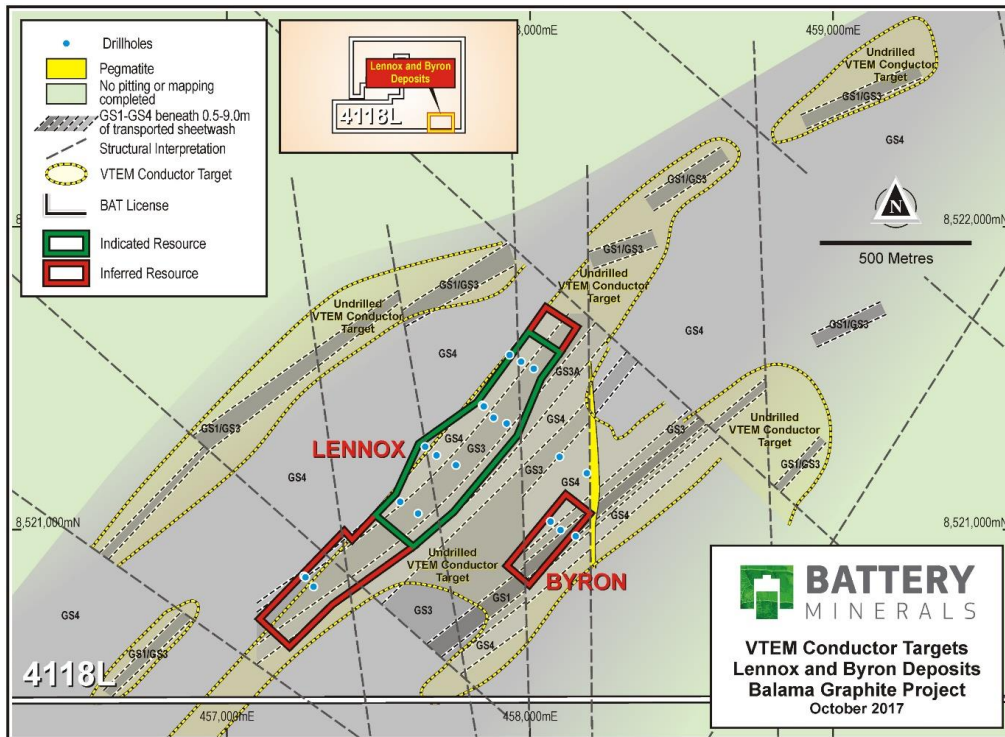 Drillholes
Pegmatite
No pitting or mapping
completed
GS1-GS4 beneath 0.5-9.0m
of transported sheetwash
Structural Interpretation
VTEM Conductor Target
BAT License
Indicated Resource
Inferred Resource
Lennox and Byron
Deposits
4118L
,000mE
459,000mE
Undrilled
VTEM Conductor
Target
GS1/GS3
GS4
N
500 Metres
8,522,000mN
GS1/GS3
GS1/GS3
Undrilled
VTEM Conductor
Target
GS1/GS3
Undrilled
VTEM Conductor
Target
GS4
GS1/GS3
GS4
GS3A
GS1/GS3
GS4
GS4
GS3
LENNOX
GS3
GS3
Undrilled
VTEM Conductor
Target
GS1/GS3
GS4
GS4
GS4
8,521,000mN
8,521,000mN
Undrilled
VTEM Conductor
Target
BYRON
GS1
GS3
GS4
GS4
GS1/GS3
4118L
457,000mE
458,000mE
BATTERY
MINERALS
VTEM Conductor Targets
Lennox and Byron Deposits
Balama Graphite Project
October 2017